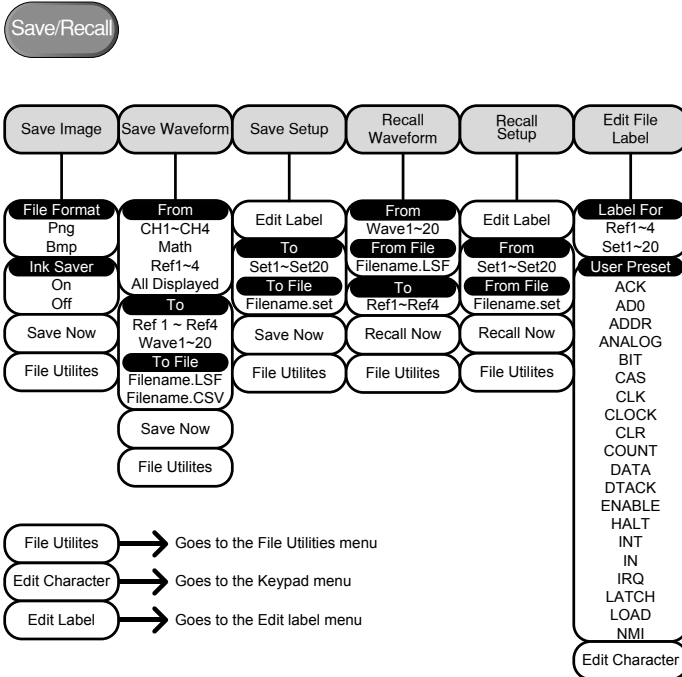 Save/Recall
Save Image
Save Waveform
Save Setup
Recall
Waveform
Recall
Setup
Edit File
Label
File Format
Png
Bmp
Ink Saver
On
Off
Save Now
File Utilites
From
CH1~CH4
Math
Ref1~4
All Displayed
To
Ref 1 ~ Ref4
Wave1~20
To File
Filename.LSF
Filename.CSV
Save Now
File Utilites
Edit Label
To
Set1~Set20
To File
Filename.set
Save Now
File Utilites
From
Wave1~20
From File
Filename.LSF
To
Ref1~Ref4
Recall Now
File Utilites
Edit Label
From
Set1~Set20
From File
Filename.set
Recall Now
File Utilites
Label For
Ref1~4
Set1~20
User Preset
ACK
AD0
ADDR
ANALOG
BIT
CAS
CLK
CLOCK
CLR
COUNT
DATA
DTACK
ENABLE
HALT
INT
IN
IRQ
LATCH
LOAD
NMI
Edit Character
File Utilites
Goes to the File Utilities menu
Edit Character
Goes to the Keypad menu
Edit Label
Goes to the Edit label menu